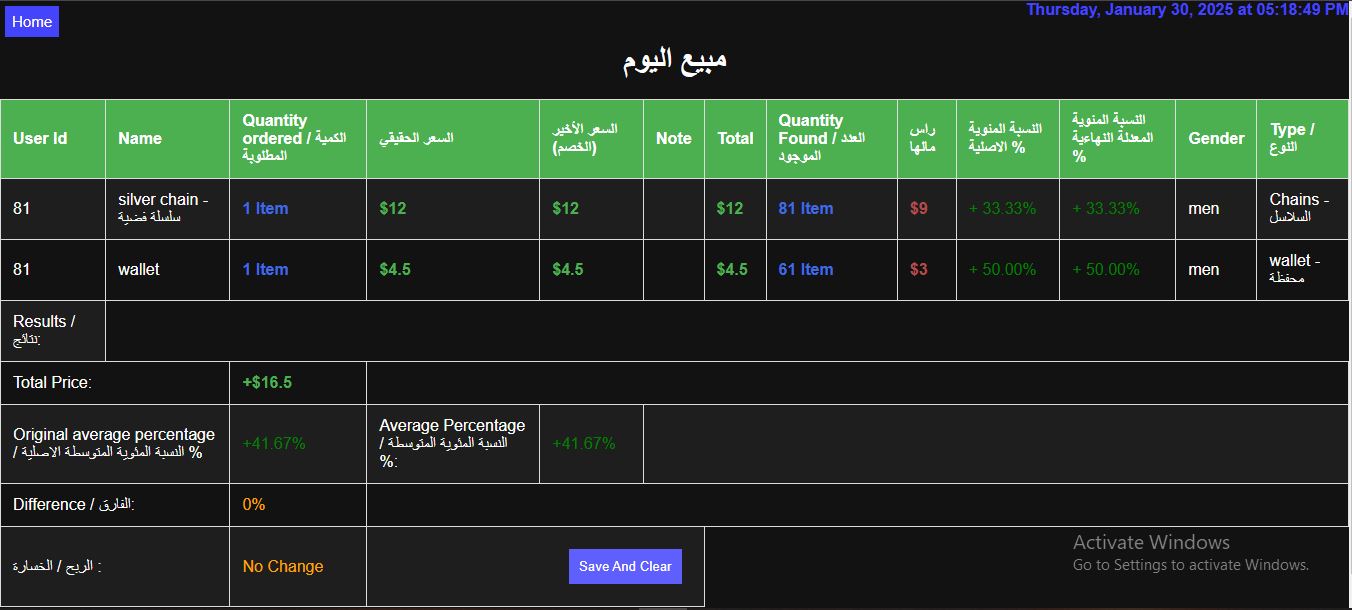 Thursday, January 30, 2025 at 05:18:49 PM
Home
مبيع اليوم
User Id
Name
Quantity
ordered / الكمية
المطلوبة
السعر الحقيقي
السعر الأخير
(الخصم)
Note
Total
Quantity
Found / العدد
الموجود
راس
مالها
النسبة المئوية
الاصلية %
النسبة المئوية
المعدلة النهاعية
%
Gender
Type /
النوع
81
silver chain -
سلسلة فضية
1 Item
$12
$12
$12
81 Item
$9
+ 33.33%
+ 33.33%
men
Chains -
السلاسل
81
wallet
1 Item
$4.5
$4.5
$4.5
61 Item
$3
+ 50.00%
+ 50.00%
men
wallet -
محفظة
Results /
نتائج:
Total Price:
+$16.5
Original average percentage
/ النسبة المئوية المتوسطة الاصلية %
+41.67%
Average Percentage
/ النسبة المئوية المتوسطة
%:
+41.67%
Difference / الفارق:
0%
الربح / الخسارة :
No Change
Save And Clear
Activate Windows
Go to Settings to activate Windows.